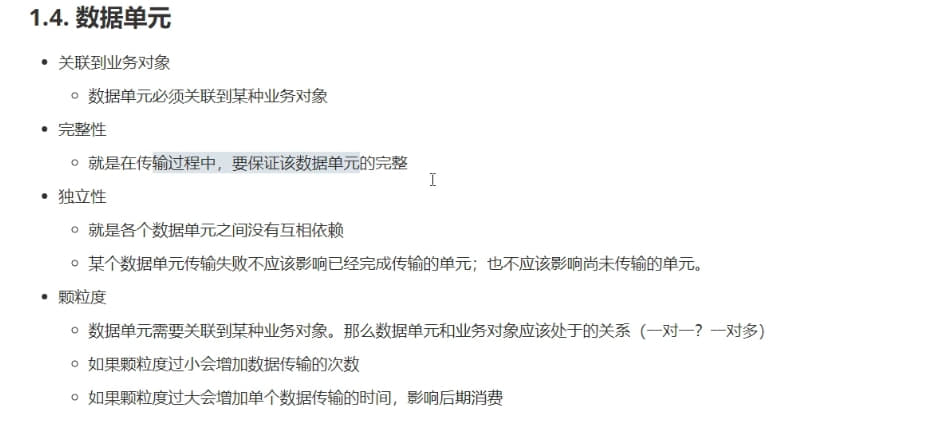 1.4. 数据单元
关联到业务对象
数据单元必须关联到某种业务对象
完整性
就是在传输过程中，要保证该数据单元的完整
独立性
就是各个数据单元之间没有互相依赖
某个数据单元传输失败不应该影响已经完成传输的单元；也不应该影响尚未传输的单元。
颗粒度
数据单元需要关联到某种业务对象。那么数据单元和业务对象应该处于的关系（一对一？一对多）
如果颗粒度过小会增加数据传输的次数
如果颗粒度过大会增加单个数据传输的时间，影响后期消费